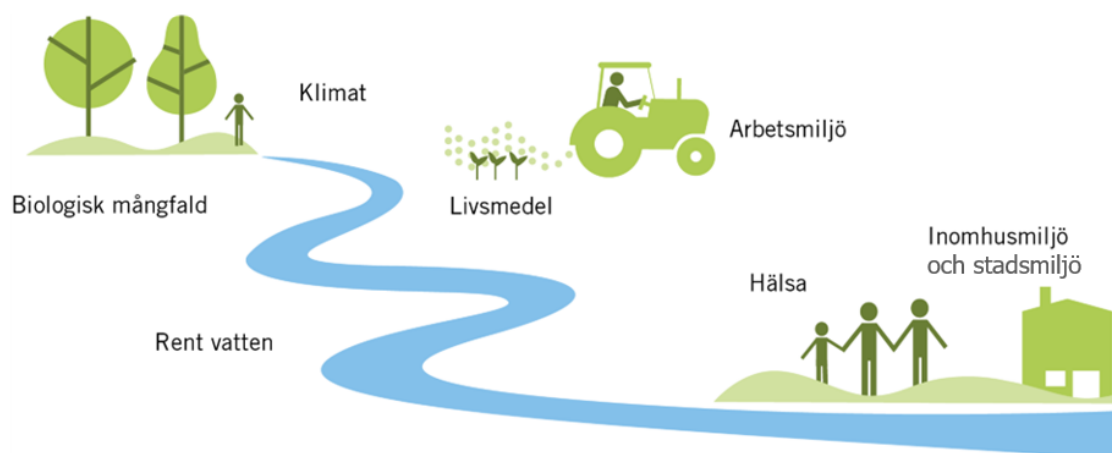 Klimat
Arbetsmiljö
Biologisk mångfald
Livsmedel
Inomhusmiljö
och stadsmiljö
Hälsa
Rent vatten